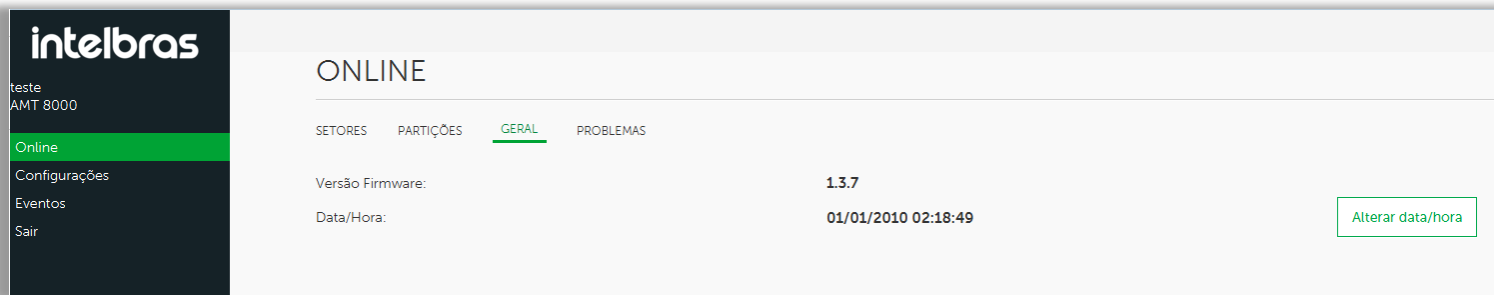 intelbras
teste
AMT 8000
Online
Configurações
Eventos
Sair
ONLINE
SETORES PARTIÇÕES GERAL PROBLEMAS
Versão Firmware: 1.3.7
Data/Hora: 01/01/2010 02:18:49 Alterar data/hora